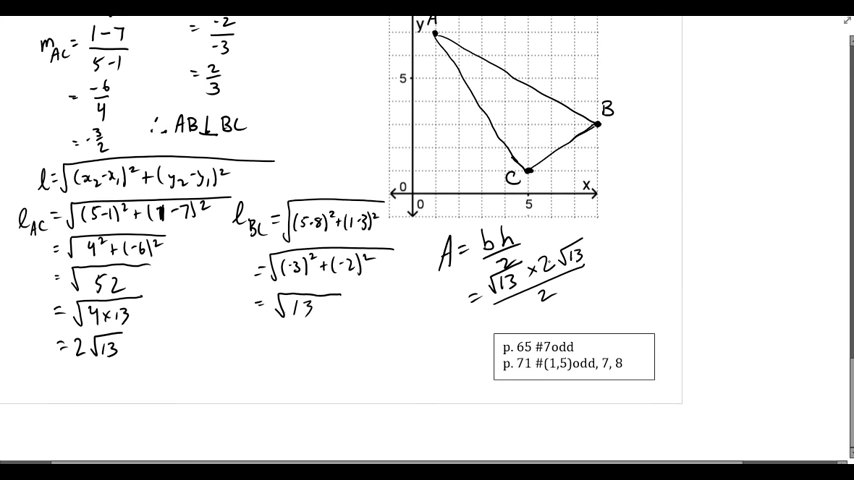 m_AC = (1-7)/(5-1)
= -6/4
= -3/2
= -2/-3
= 2/3
∴ AB ⊥ BC
l = √((x₂-x₁)² + (y₂-y₁)²)
l_AC = √((5-1)² + (1-7)²)
= √(4² + (-6)²)
= √52
= √(4×13)
= 2√13
l_BC = √((5-8)² + (1-3)²)
= √((-3)² + (-2)²)
= √13
y A
5
B
C
0
x
0
5
A = bh/2
= (√13 × 2√13)/2
p. 65 #7odd
p. 71 #(1,5)odd, 7, 8